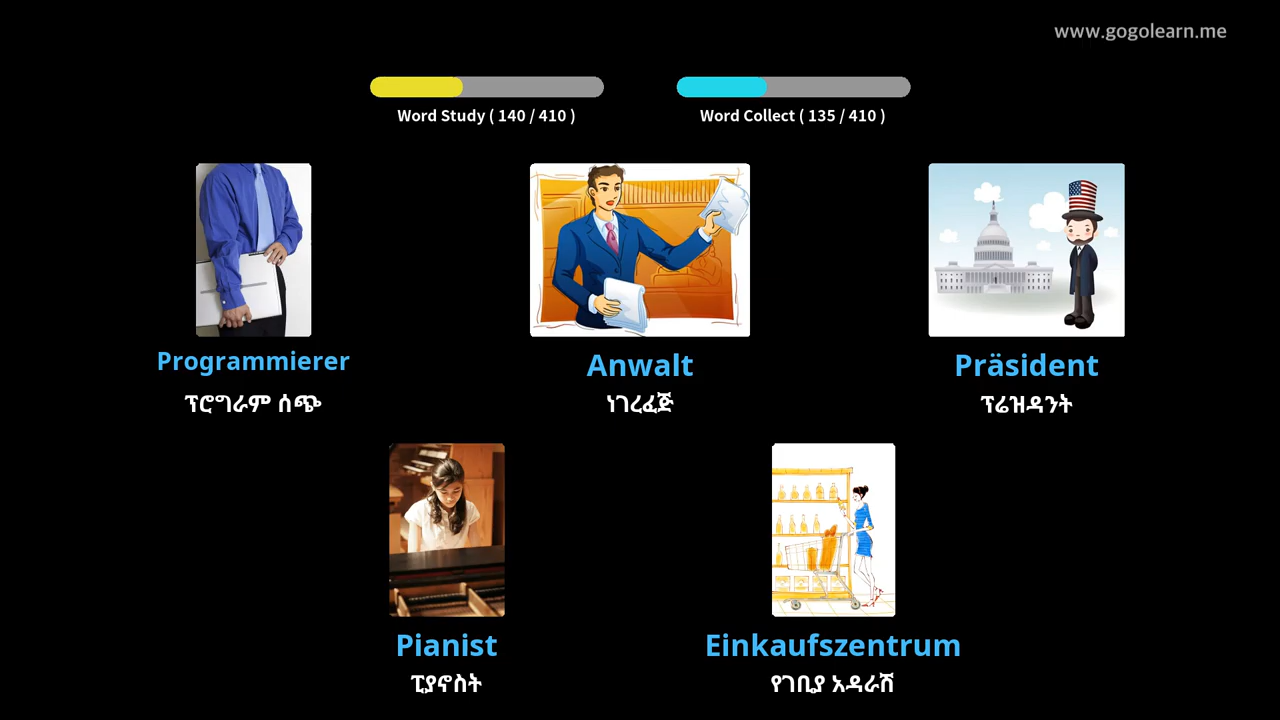 www.gogolearn.me
Word Study ( 140 / 410 )
Word Collect ( 135 / 410 )
Programmierer
ፕሮግራም ሰጭ
Anwalt
ነገረፈጅ
Präsident
ፕሬዝዳንት
Pianist
ፒያኖስት
Einkaufszentrum
የገቢያ አዳራሽ